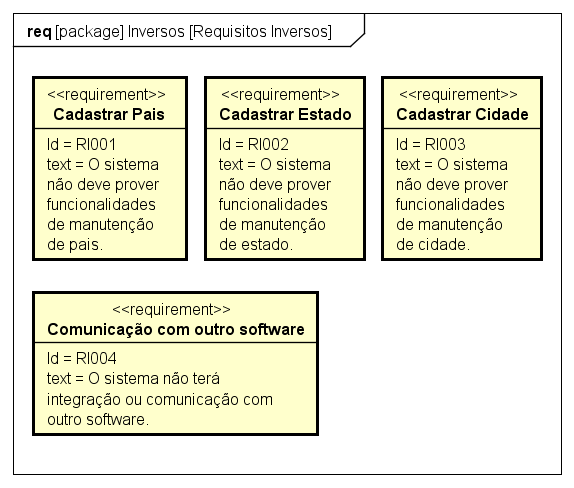 req [package] Inversos [Requisitos Inversos]
<<requirement>>
Cadastrar Pais
Id = RI001
text = O sistema
não deve prover
funcionalidades
de manutenção
de pais.
<<requirement>>
Cadastrar Estado
Id = RI002
text = O sistema
não deve prover
funcionalidades
de manutenção
de estado.
<<requirement>>
Cadastrar Cidade
Id = RI003
text = O sistema
não deve prover
funcionalidades
de manutenção
de cidade.
<<requirement>>
Comunicação com outro software
Id = RI004
text = O sistema não terá
integração ou comunicação com
outro software.